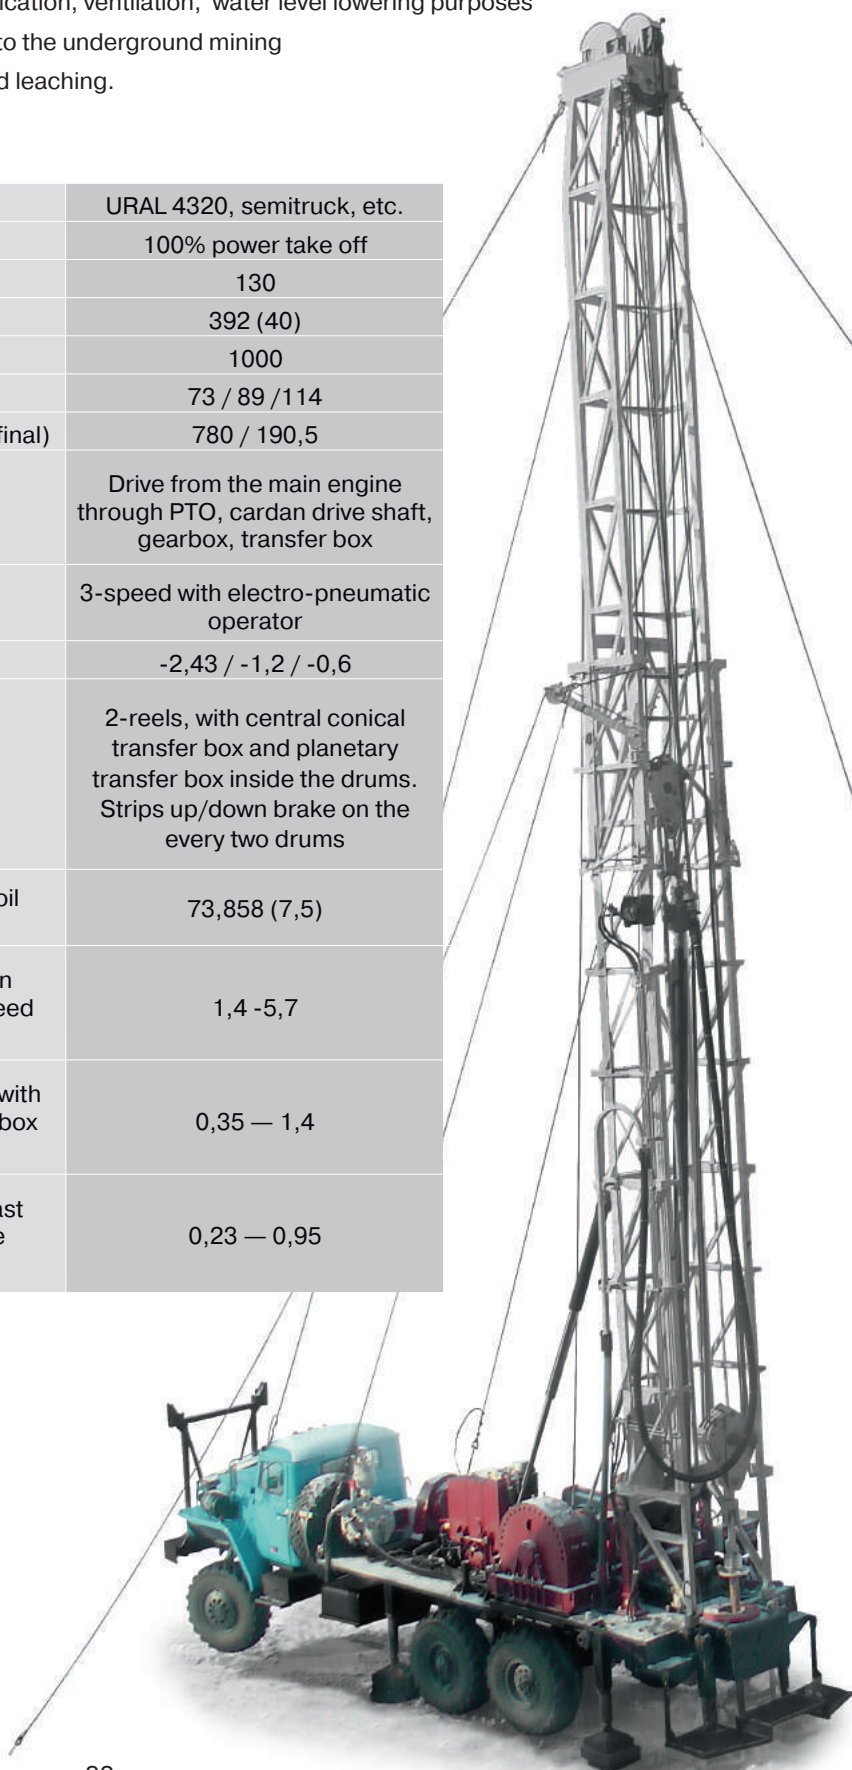 ication, ventilation, water level lowering purposes
to the underground mining
d leaching.
URAL 4320, semitruck, etc.
100% power take off
130
392 (40)
1000
73 / 89 /114
final) 780 / 190,5
Drive from the main engine
through PTO, cardan drive shaft,
gearbox, transfer box
3-speed with electro-pneumatic
operator
-2,43 / -1,2 / -0,6
2-reels, with central conical
transfer box and planetary
transfer box inside the drums.
Strips up/down brake on the
every two drums
oil
73,858 (7,5)
n
eed
1,4 -5,7
with
box
0,35 — 1,4
ast
e
0,23 — 0,95